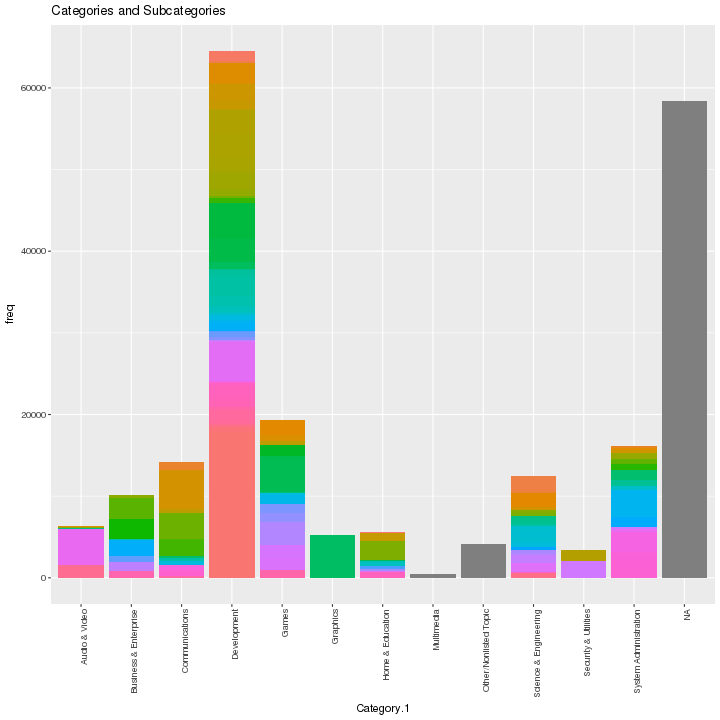 Categories and Subcategories
freq
60000
40000
20000
0
Audio & Video
Business & Enterprise
Communications
Development
Games
Graphics
Home & Education
Multimedia
Other/Nonlisted Topic
Science & Engineering
Security & Utilities
System Administration
NA
Category.1